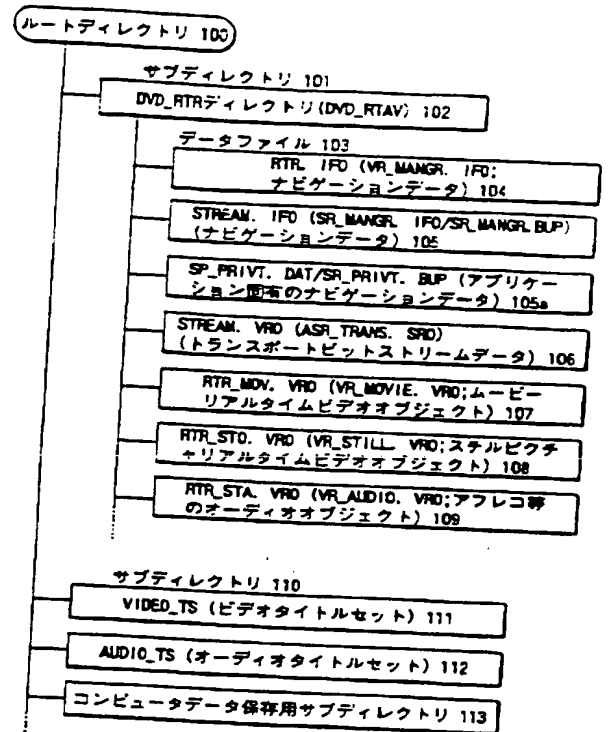 ルートディレクトリ 100
サブディレクトリ 101
DVD_RTRディレクトリ(DVD_RTAV) 102
データファイル 103
RTR. IFO (VR_MANGR. IFO;
ナビゲーションデータ) 104
STREAM. IFO (SR_MANGR. IFO/SR_MANGR.BUP)
(ナビゲーションデータ) 105
SP_PRIVT. DAT/SR_PRIVT. BUP (アプリケー
ション固有のナビゲーションデータ) 105a
STREAM. VRO (ASR_TRANS. SRO)
(トランスポートビットストリームデータ) 106
RTR_MOV. VRO (VR_MOVIE. VRO;ムービー
リアルタイムビデオオブジェクト) 107
RTR_STO. VRO (VR_STILL. VRO;ステルピクチ
ャリアルタイムビデオオブジェクト) 108
RTR_STA. VRO (VR_AUDIO. VRO;アフレコ等
のオーディオオブジェクト) 109
サブディレクトリ 110
VIDEO_TS (ビデオタイトルセット) 111
AUDIO_TS (オーディオタイトルセット) 112
コンピュータデータ保存用サブディレクトリ 113